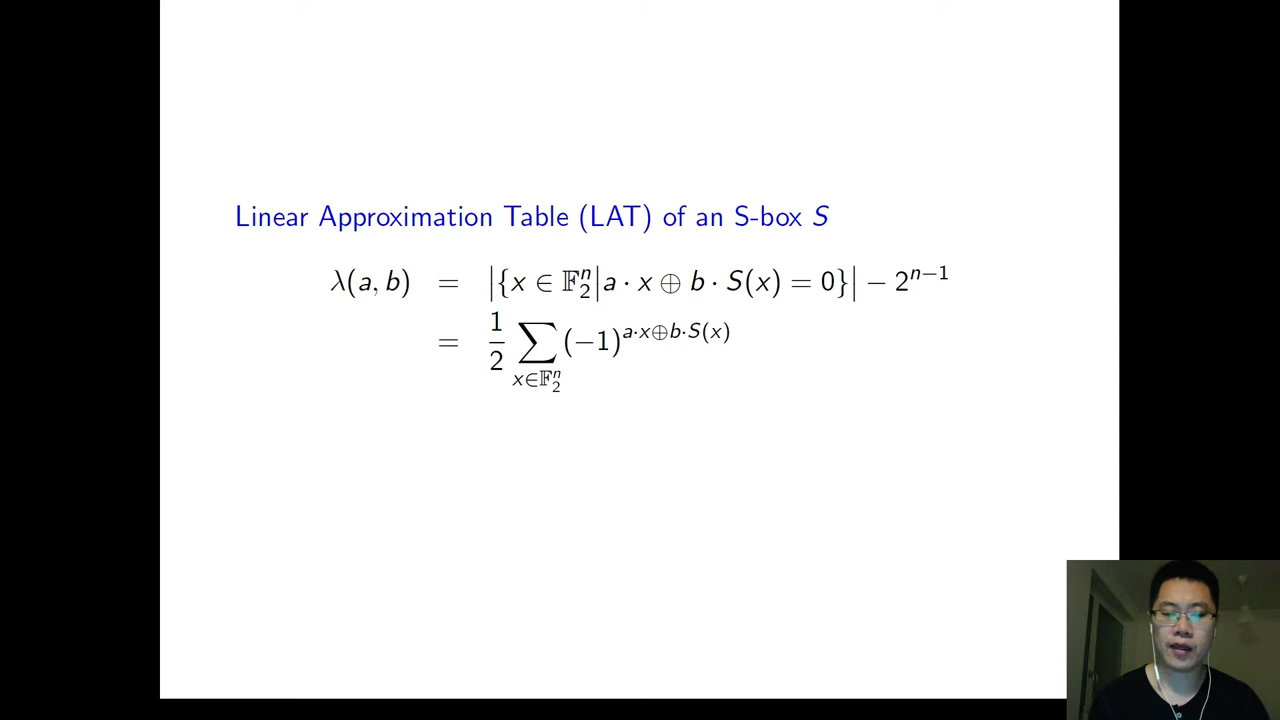 Linear Approximation Table (LAT) of an S-box S
λ(a, b) = |{x ∈ 𝔽₂ⁿ|a · x ⊕ b · S(x) = 0}| − 2ⁿ⁻¹
= 1/2 ∑_{x∈𝔽₂ⁿ} (−1)^{a·x⊕b·S(x)}